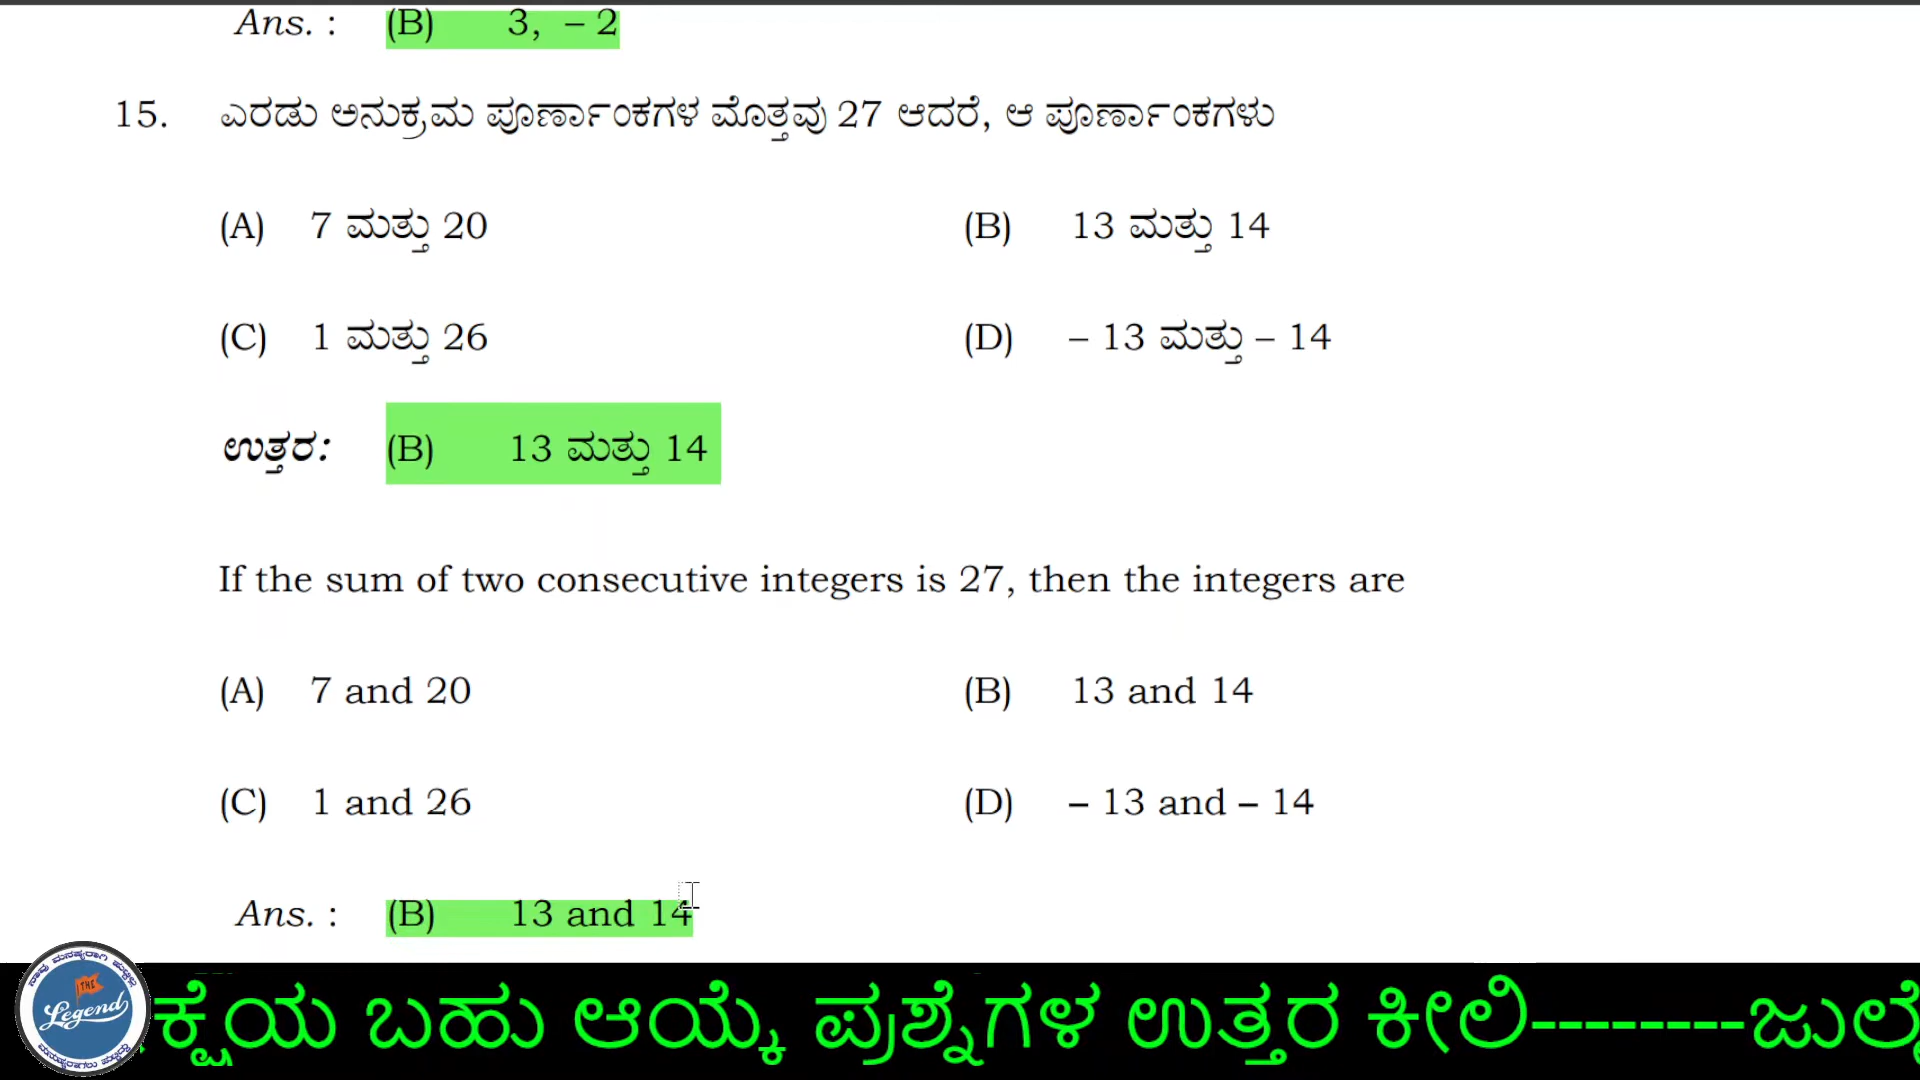 Ans. : (B) 3, – 2
15. ಎರಡು ಅನುಕ್ರಮ ಪೂರ್ಣಾಂಕಗಳ ಮೊತ್ತವು 27 ಆದರೆ, ಆ ಪೂರ್ಣಾಂಕಗಳು
(A) 7 ಮತ್ತು 20 (B) 13 ಮತ್ತು 14
(C) 1 ಮತ್ತು 26 (D) – 13 ಮತ್ತು – 14
ಉತ್ತರ: (B) 13 ಮತ್ತು 14
If the sum of two consecutive integers is 27, then the integers are
(A) 7 and 20 (B) 13 and 14
(C) 1 and 26 (D) – 13 and – 14
Ans. : (B) 13 and 14
THE
Legend
ಬಹು ಆಯ್ಕೆ ಪ್ರಶ್ನೆಗಳ ಉತ್ತರ ಕೀಲಿ--------ಜುಲೈ